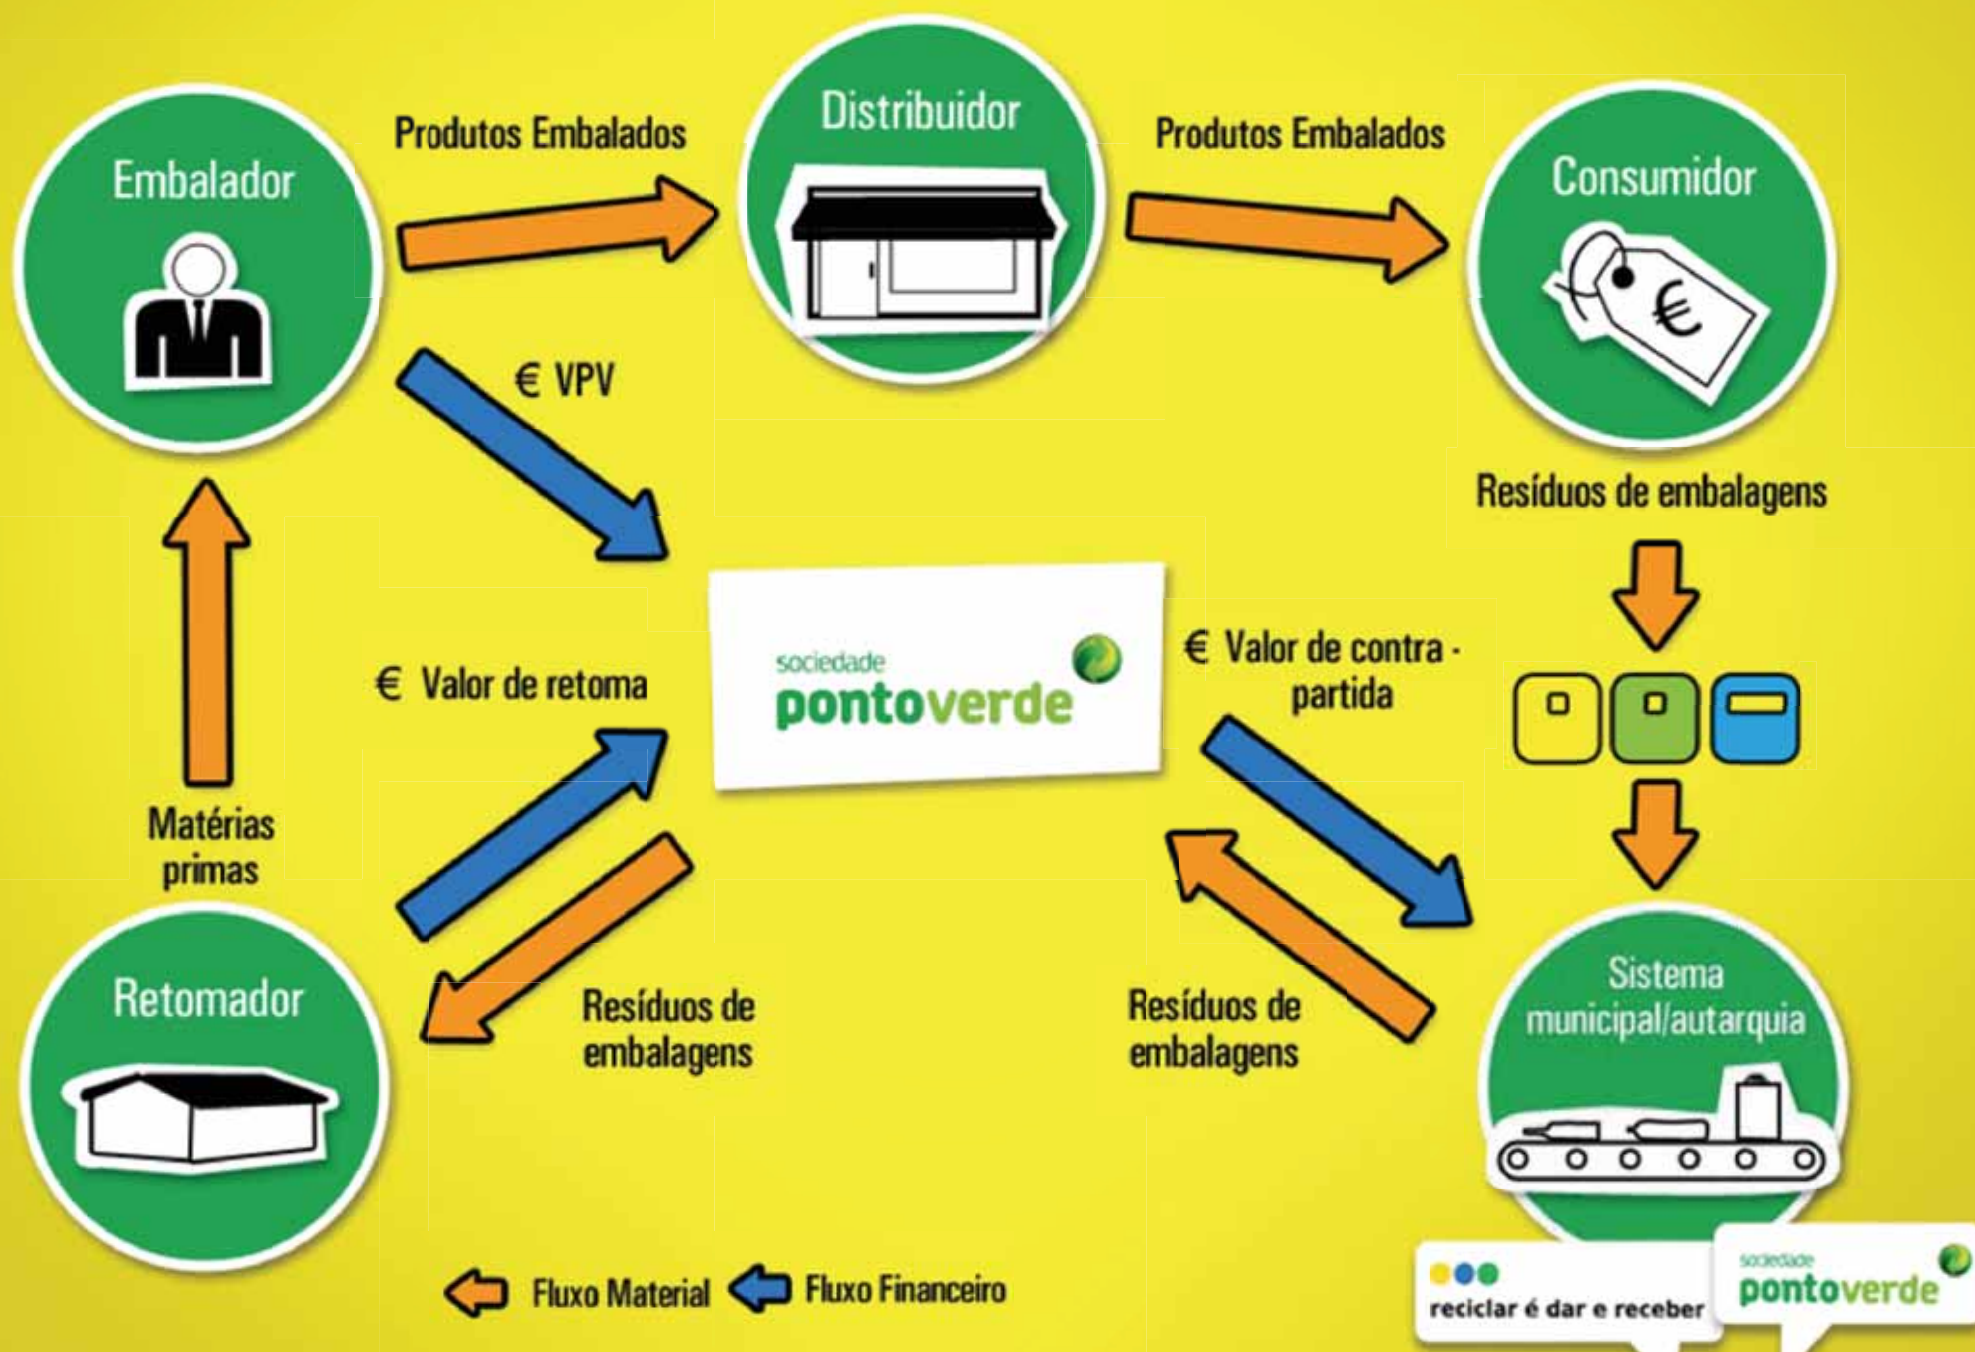 Distribuidor
Produtos Embalados
Produtos Embalados
Embalador
Consumidor
€
€ VPV
Resíduos de embalagens
sociedade
pontoverde
€ Valor de contra -
partida
€ Valor de retoma
Matérias
primas
Retomador
Resíduos de
embalagens
Resíduos de
embalagens
Sistema
municipal/autarquia
Fluxo Material
Fluxo Financeiro
reciclar é dar e receber
sociedade
pontoverde